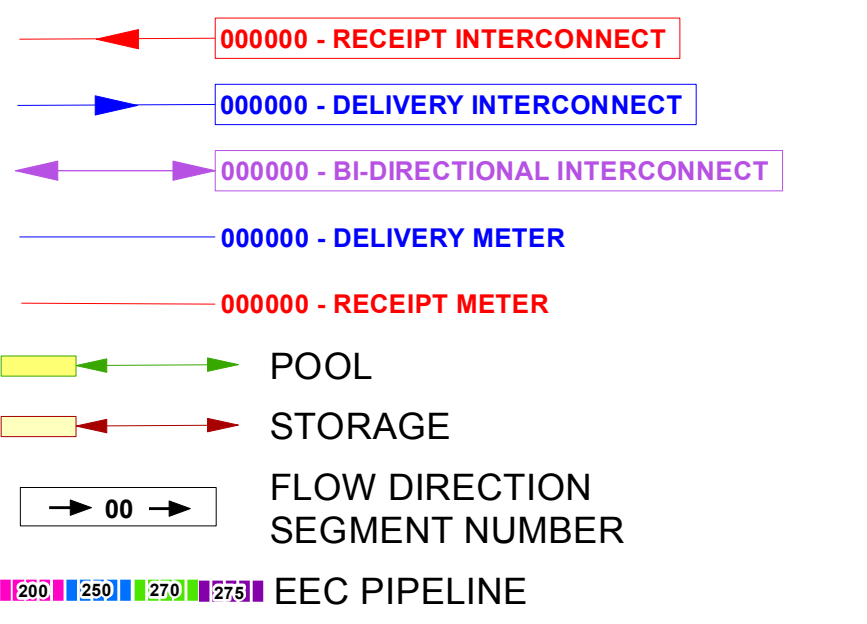 000000 - RECEIPT INTERCONNECT
000000 - DELIVERY INTERCONNECT
000000 - BI-DIRECTIONAL INTERCONNECT
000000 - DELIVERY METER
000000 - RECEIPT METER
POOL
STORAGE
00 FLOW DIRECTION
SEGMENT NUMBER
200 250 270 275 EEC PIPELINE